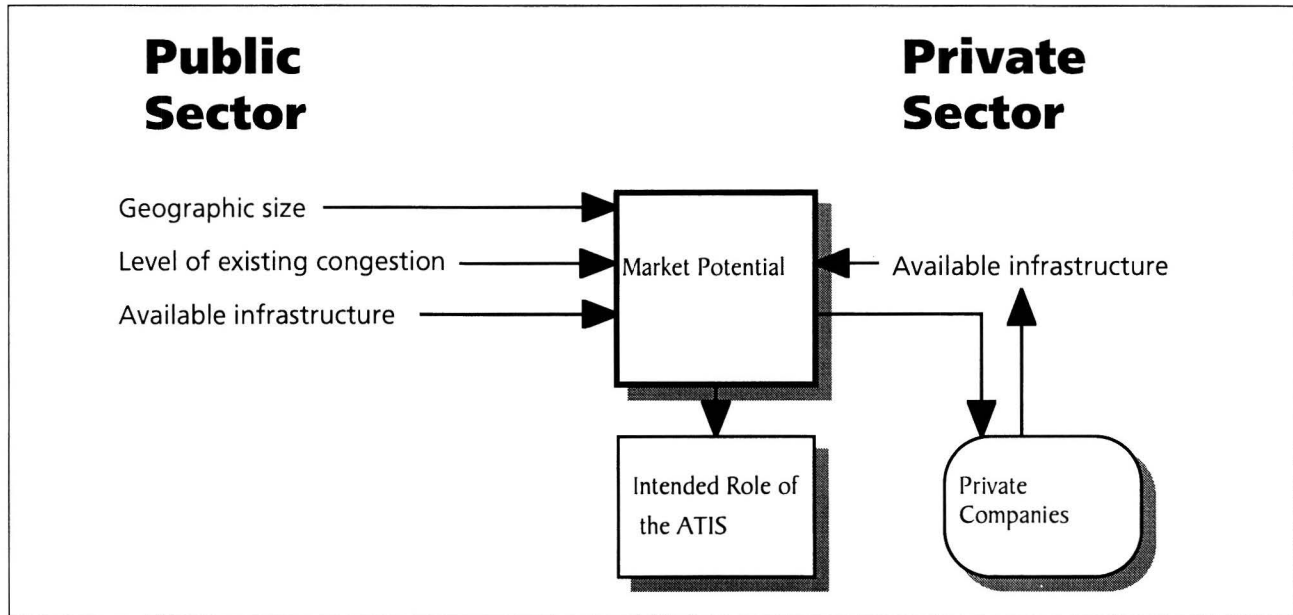 Public
Sector
Private
Sector
Geographic size
Level of existing congestion
Available infrastructure
Market Potential
Available infrastructure
Intended Role of
the ATIS
Private
Companies